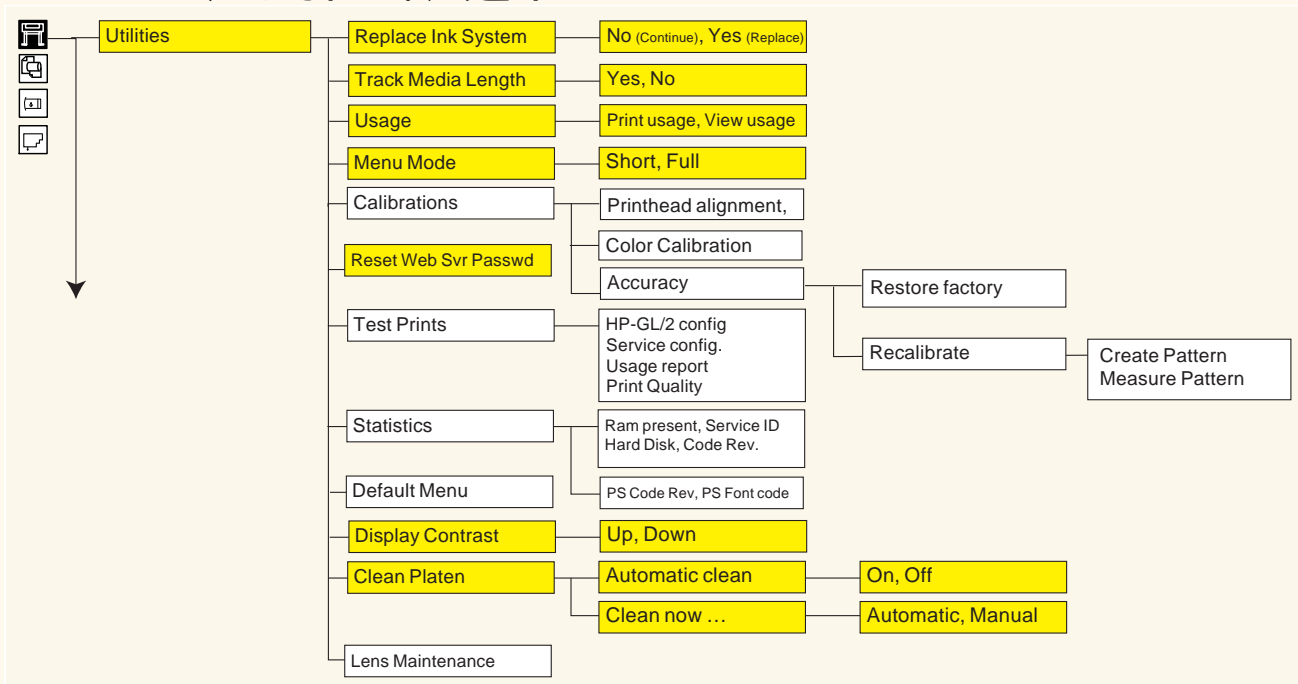 Utilities
Replace Ink System
No (Continue), Yes (Replace)
Track Media Length
Yes, No
Usage
Print usage, View usage
Menu Mode
Short, Full
Calibrations
Printhead alignment,
Color Calibration
Reset Web Svr Passwd
Accuracy
Restore factory
Test Prints
HP-GL/2 config
Service config.
Usage report
Print Quality
Recalibrate
Create Pattern
Measure Pattern
Statistics
Ram present, Service ID
Hard Disk, Code Rev.
Default Menu
PS Code Rev, PS Font code
Display Contrast
Up, Down
Clean Platen
Automatic clean
On, Off
Clean now …
Automatic, Manual
Lens Maintenance